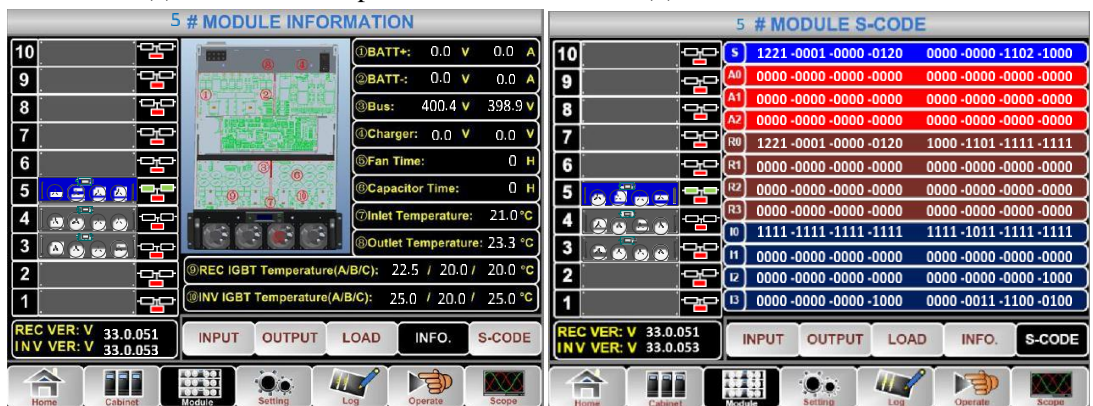 5 # MODULE INFORMATION
10
9
8
7
6
5
4
3
2
1
①BATT+: 0.0 V 0.0 A
②BATT-: 0.0 V 0.0 A
③Bus: 400.4 V 398.9 V
④Charger: 0.0 V 0.0 V
⑤Fan Time: 0 H
⑥Capacitor Time: 0 H
⑦Inlet Temperature: 21.0 °C
⑧Outlet Temperature: 23.3 °C
⑨REC IGBT Temperature(A/B/C): 22.5 / 20.0 / 20.0 °C
⑩INV IGBT Temperature(A/B/C): 25.0 / 20.0 / 25.0 °C
REC VER: V 33.0.051
INV VER: V 33.0.053
INPUT OUTPUT LOAD INFO. S-CODE
Home Cabinet Module Setting Log Operate Scope
5 # MODULE S-CODE
10
9
8
7
6
5
4
3
2
1
S 1221 -0001 -0000 -0120 0000 -0000 -1102 -1000
A0 0000 -0000 -0000 -0000 0000 -0000 -0000 -0000
A1 0000 -0000 -0000 -0000 0000 -0000 -0000 -0000
A2 0000 -0000 -0000 -0000 0000 -0000 -0000 -0000
R0 1221 -0001 -0000 -0120 1000 -1101 -1111 -1111
R1 0000 -0000 -0000 -0000 0000 -0000 -0000 -0000
R2 0000 -0000 -0000 -0000 0000 -0000 -0000 -0000
R3 0000 -0000 -0000 -0000 0000 -0000 -0000 -0000
I0 1111 -1111 -1111 -1111 1111 -1011 -1111 -1111
I1 0000 -0000 -0000 -0000 0000 -0000 -0000 -0000
I2 0000 -0000 -0000 -0000 0000 -0000 -0000 -1000
I3 0000 -0000 -0000 -1000 0000 -0011 -1100 -0100
REC VER: V 33.0.051
INV VER: V 33.0.053
INPUT OUTPUT LOAD INFO. S-CODE
Home Cabinet Module Setting Log Operate Scope